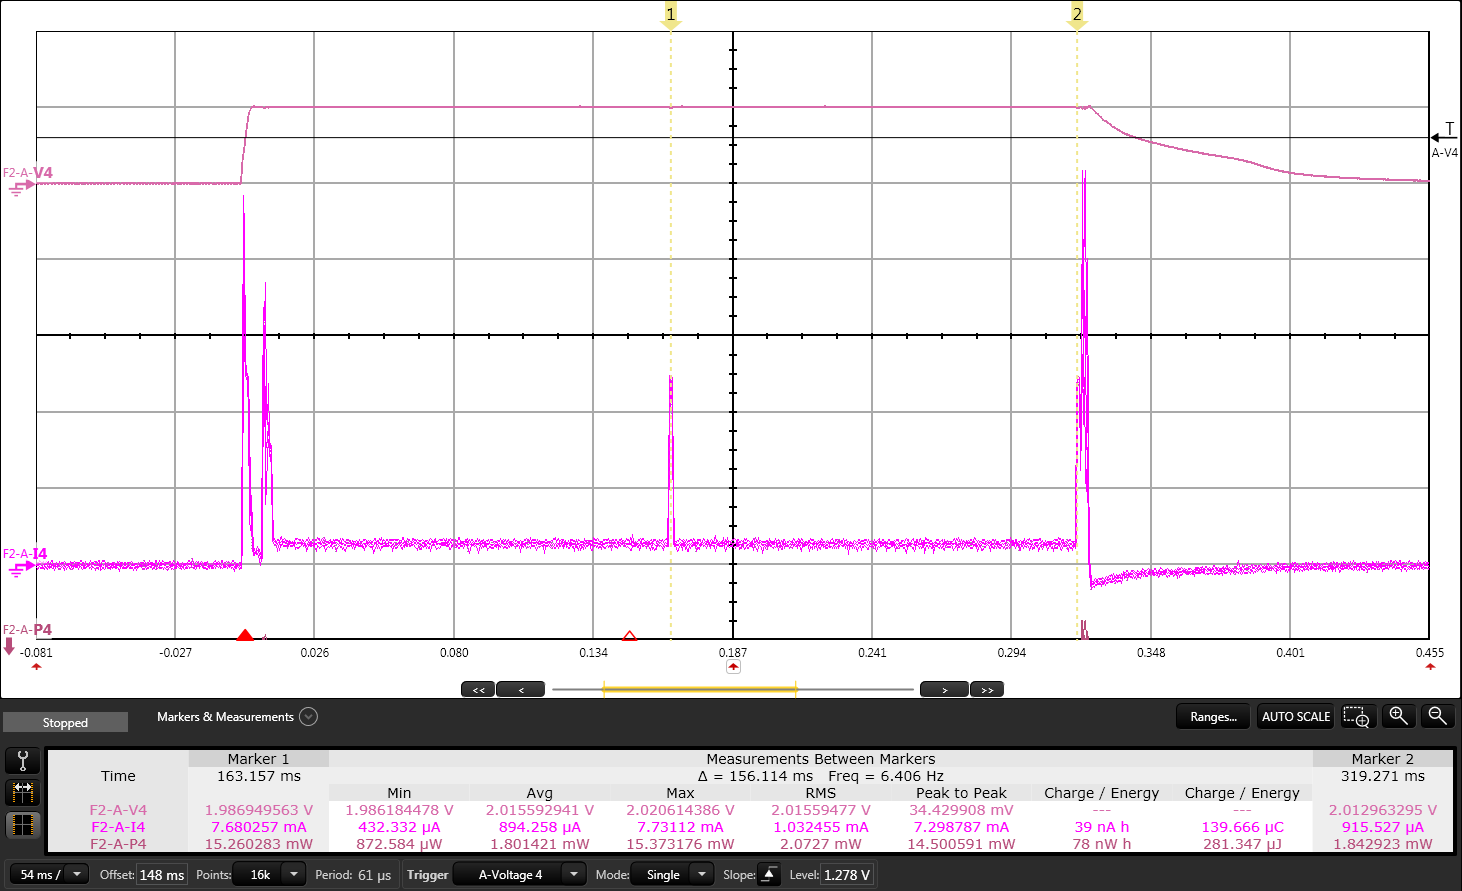 1
2
T
A-V4
F2-A-V4
F2-A-I4
F2-A-P4
-0.081 -0.027 0.026 0.080 0.134 0.187 0.241 0.294 0.348 0.401 0.455
<< < > >>
Stopped Markers & Measurements Ranges... AUTO SCALE
Marker 1 Measurements Between Markers Marker 2
Time 163.157 ms Δ = 156.114 ms Freq = 6.406 Hz 319.271 ms
Min Avg Max RMS Peak to Peak Charge / Energy Charge / Energy
F2-A-V4 1.986949563 V 1.986184478 V 2.015592941 V 2.020614386 V 2.01559477 V 34.429908 mV --- --- 2.012963295 V
F2-A-I4 7.680257 mA 432.332 µA 894.258 µA 7.73112 mA 1.032455 mA 7.298787 mA 39 nA h 139.666 µC 915.527 µA
F2-A-P4 15.260283 mW 872.584 µW 1.801421 mW 15.373176 mW 2.0727 mW 14.500591 mW 78 nW h 281.347 µJ 1.842923 mW
54 ms / Offset: 148 ms Points: 16k Period: 61 µs Trigger A-Voltage 4 Mode: Single Slope: Level: 1.278 V